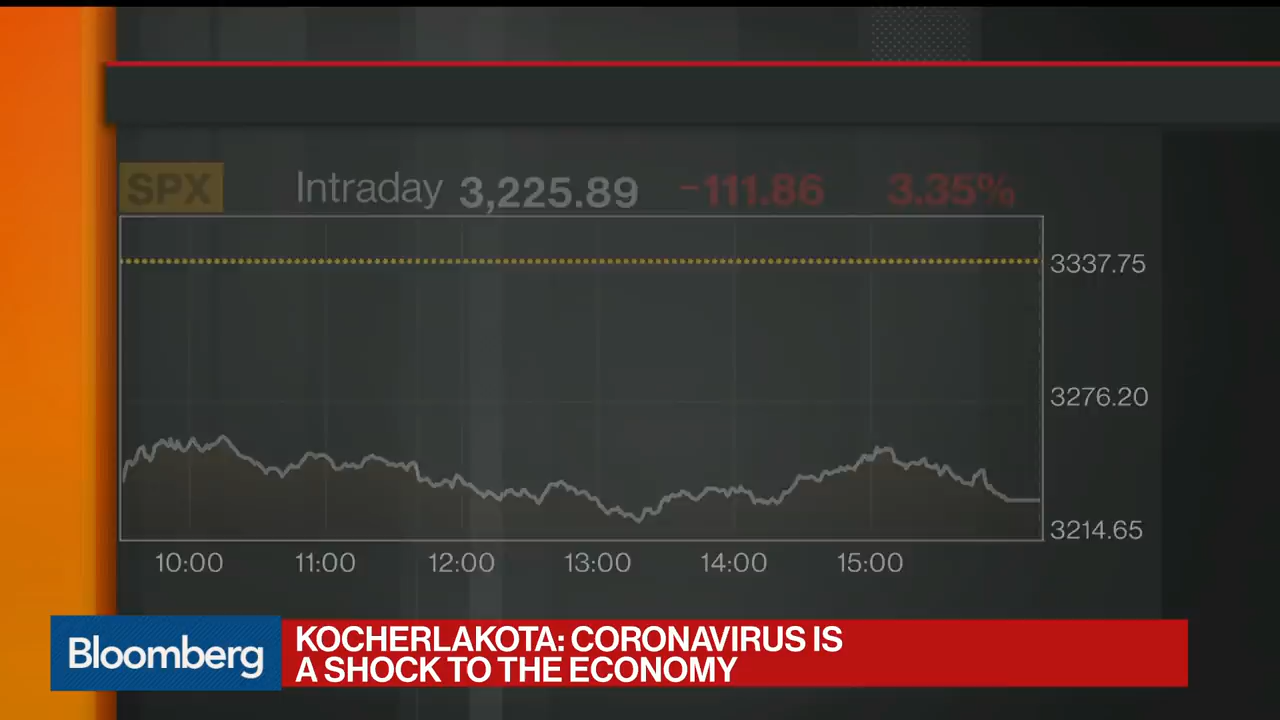 SPX Intraday 3,225.89 −111.86 3.35%
3337.75
3276.20
3214.65
10:00 11:00 12:00 13:00 14:00 15:00
Bloomberg
KOCHERLAKOTA: CORONAVIRUS IS
A SHOCK TO THE ECONOMY